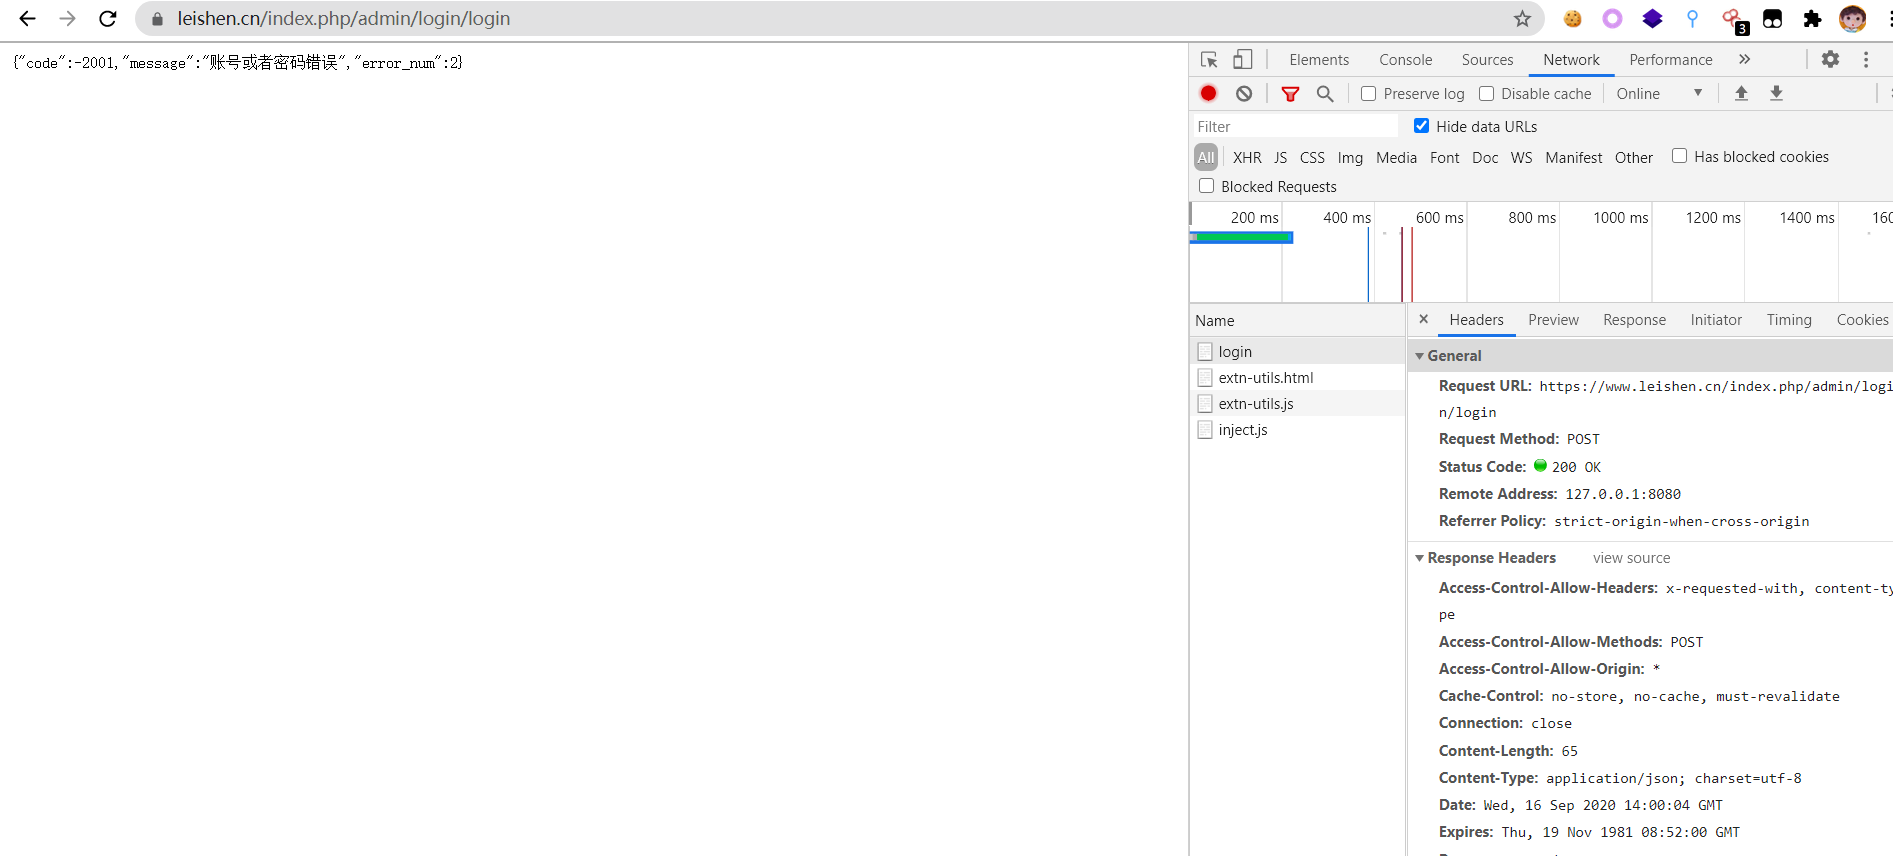 leishen.cn/index.php/admin/login/login
3
{"code":-2001,"message":"账号或者密码错误","error_num":2}
Elements Console Sources Network Performance »
Preserve log Disable cache Online
Filter Hide data URLs
All XHR JS CSS Img Media Font Doc WS Manifest Other Has blocked cookies
Blocked Requests
200 ms 400 ms 600 ms 800 ms 1000 ms 1200 ms 1400 ms 160
Name
login
extn-utils.html
extn-utils.js
inject.js
× Headers Preview Response Initiator Timing Cookies
General
Request URL: https://www.leishen.cn/index.php/admin/logi
n/login
Request Method: POST
Status Code: 200 OK
Remote Address: 127.0.0.1:8080
Referrer Policy: strict-origin-when-cross-origin
Response Headers view source
Access-Control-Allow-Headers: x-requested-with, content-ty
pe
Access-Control-Allow-Methods: POST
Access-Control-Allow-Origin: *
Cache-Control: no-store, no-cache, must-revalidate
Connection: close
Content-Length: 65
Content-Type: application/json; charset=utf-8
Date: Wed, 16 Sep 2020 14:00:04 GMT
Expires: Thu, 19 Nov 1981 08:52:00 GMT